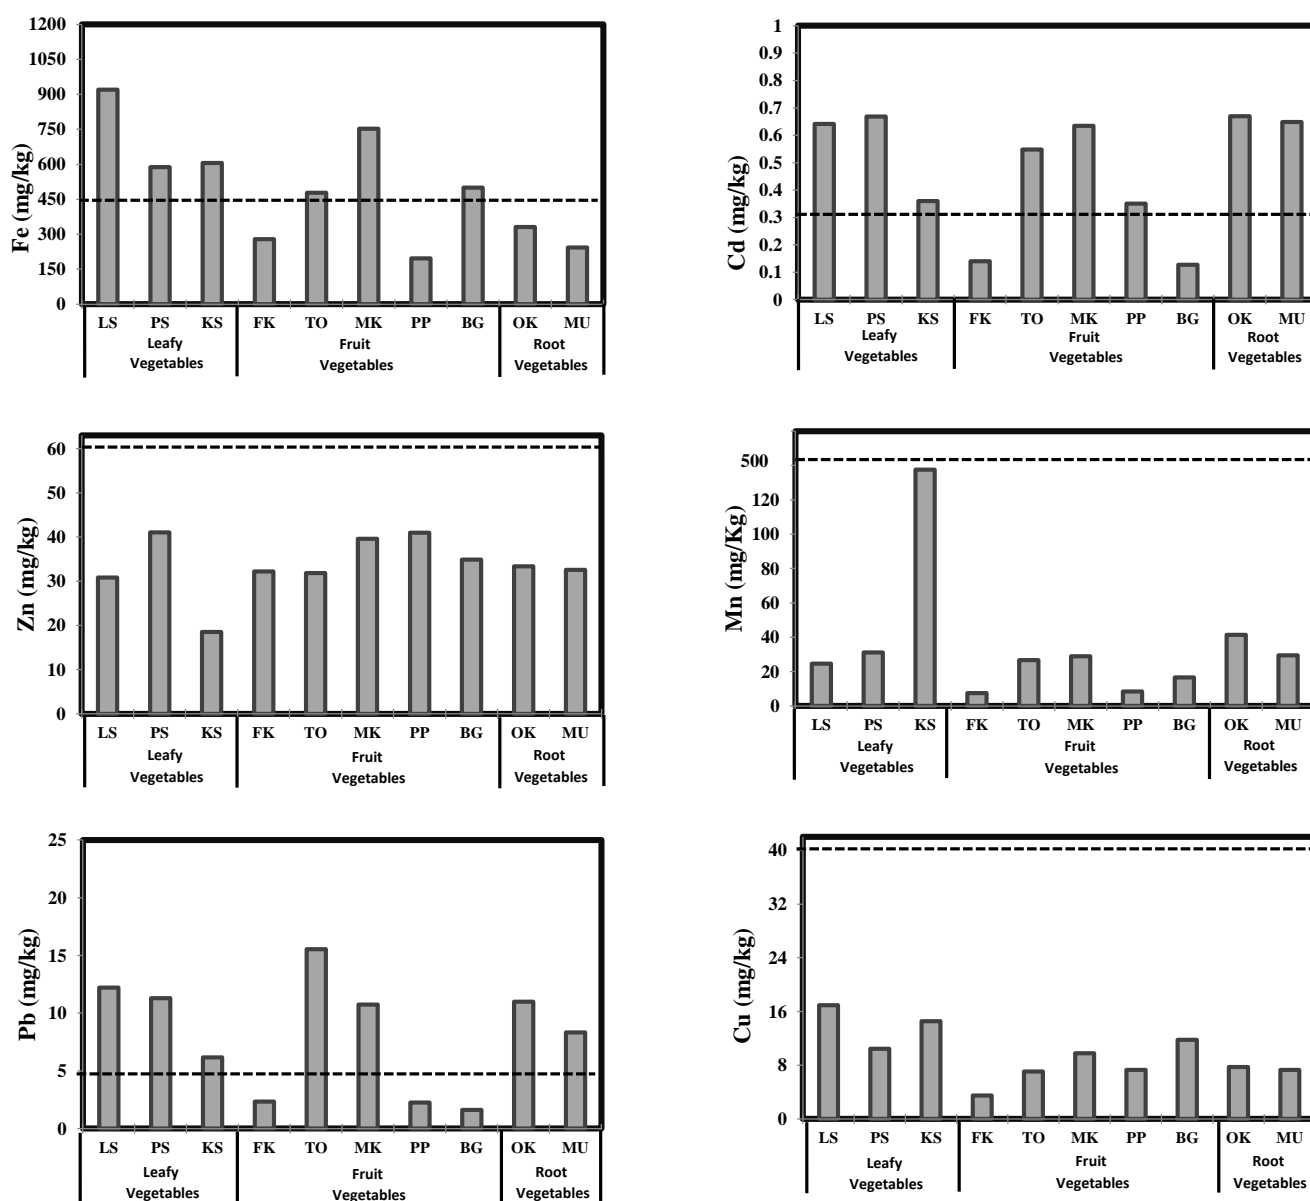 Fe (mg/kg)
1200
1050
900
750
600
450
300
150
0
LS PS KS FK TO MK PP BG OK MU
Leafy Fruit Root
Vegetables Vegetables Vegetables
Cd (mg/kg)
1
0.9
0.8
0.7
0.6
0.5
0.4
0.3
0.2
0.1
0
LS PS KS FK TO MK PP BG OK MU
Leafy Fruit Root
Vegetables Vegetables Vegetables
Zn (mg/kg)
60
50
40
30
20
10
0
LS PS KS FK TO MK PP BG OK MU
Leafy Fruit Root
Vegetables Vegetables Vegetables
Mn (mg/Kg)
500
120
100
80
60
40
20
0
LS PS KS FK TO MK PP BG OK MU
Leafy Fruit Root
Vegetables Vegetables Vegetables
Pb (mg/kg)
25
20
15
10
5
0
LS PS KS FK TO MK PP BG OK MU
Leafy Fruit Root
Vegetables Vegetables Vegetables
Cu (mg/kg)
40
32
24
16
8
0
LS PS KS FK TO MK PP BG OK MU
Leafy Fruit Root
Vegetables Vegetables Vegetables